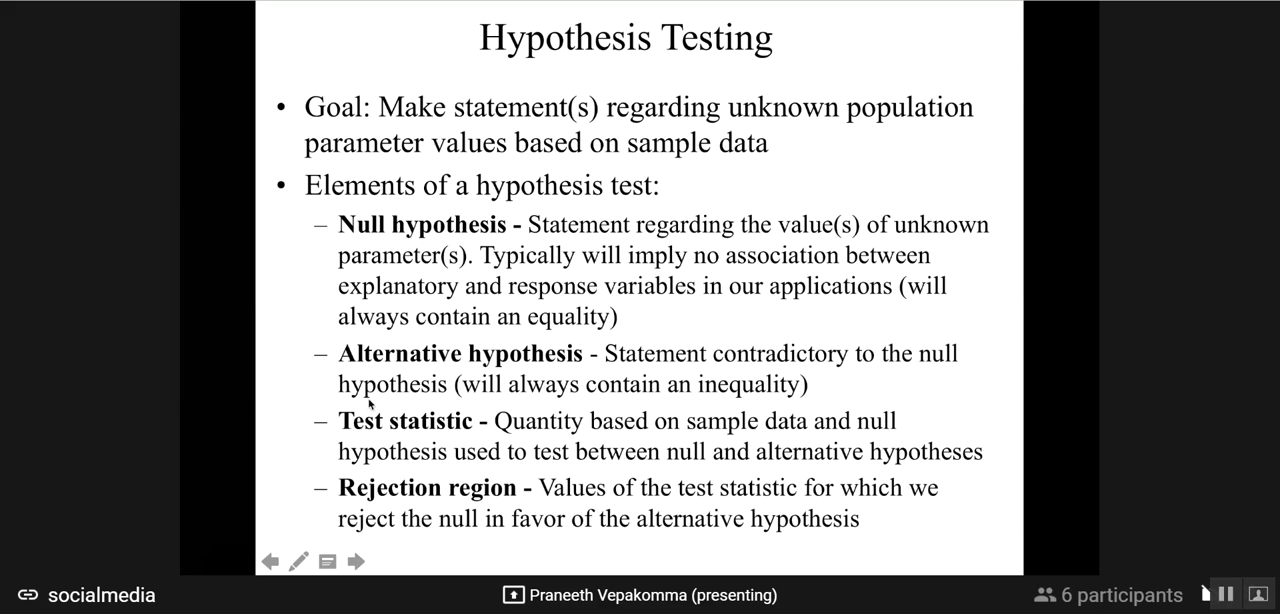 Hypothesis Testing
• Goal: Make statement(s) regarding unknown population
parameter values based on sample data
• Elements of a hypothesis test:
– Null hypothesis - Statement regarding the value(s) of unknown
parameter(s). Typically will imply no association between
explanatory and response variables in our applications (will
always contain an equality)
– Alternative hypothesis - Statement contradictory to the null
hypothesis (will always contain an inequality)
– Test statistic - Quantity based on sample data and null
hypothesis used to test between null and alternative hypotheses
– Rejection region - Values of the test statistic for which we
reject the null in favor of the alternative hypothesis
socialmedia
Praneeth Vepakomma (presenting)
6 participants